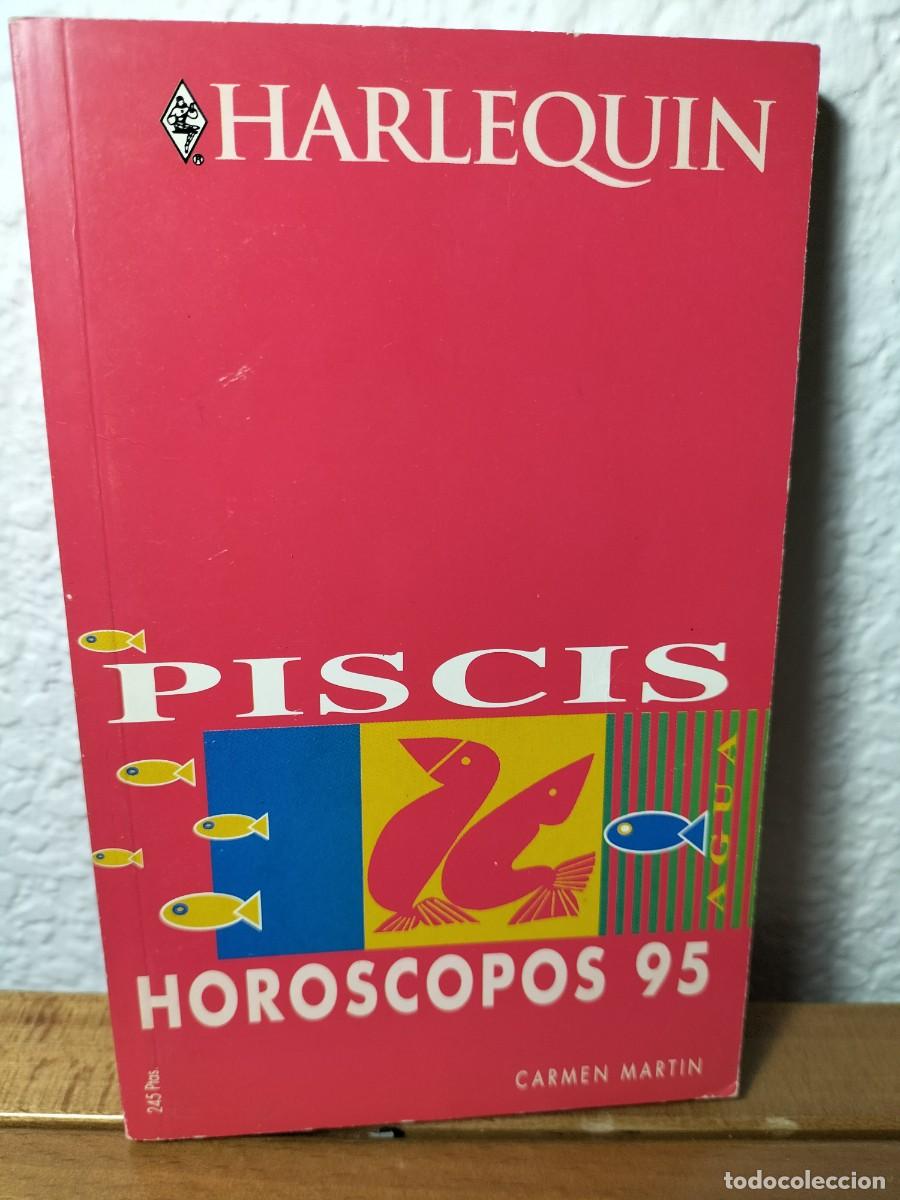 HARLEQUIN
®
PISCIS
AGUA
HOROSCOPOS 95
CARMEN MARTIN
245 Ptas.
todocoleccion